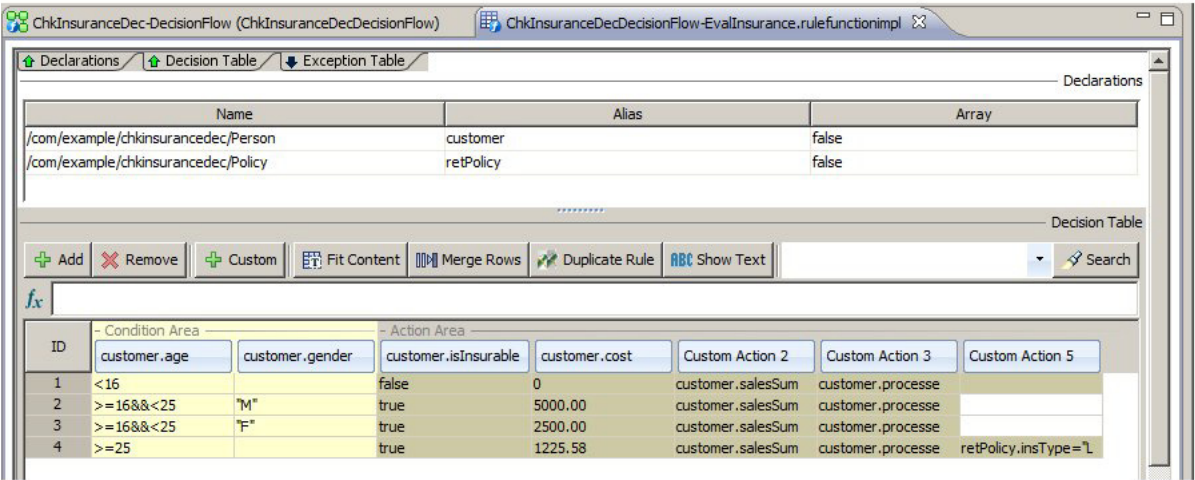 ChkInsuranceDec-DecisionFlow (ChkInsuranceDecDecisionFlow) ChkInsuranceDecDecisionFlow-EvalInsurance.rulefunctionimpl
Declarations Decision Table Exception Table
Declarations
Name Alias Array
/com/example/chkinsurancedec/Person customer false
/com/example/chkinsurancedec/Policy retPolicy false
Decision Table
Add Remove Custom Fit Content Merge Rows Duplicate Rule ABC Show Text Search
fx
ID - Condition Area - Action Area
customer.age customer.gender customer.isInsurable customer.cost Custom Action 2 Custom Action 3 Custom Action 5
1 <16 false 0 customer.salesSum customer.processe
2 >=16&&<25 "M" true 5000.00 customer.salesSum customer.processe
3 >=16&&<25 "F" true 2500.00 customer.salesSum customer.processe
4 >=25 true 1225.58 customer.salesSum customer.processe retPolicy.insType="L